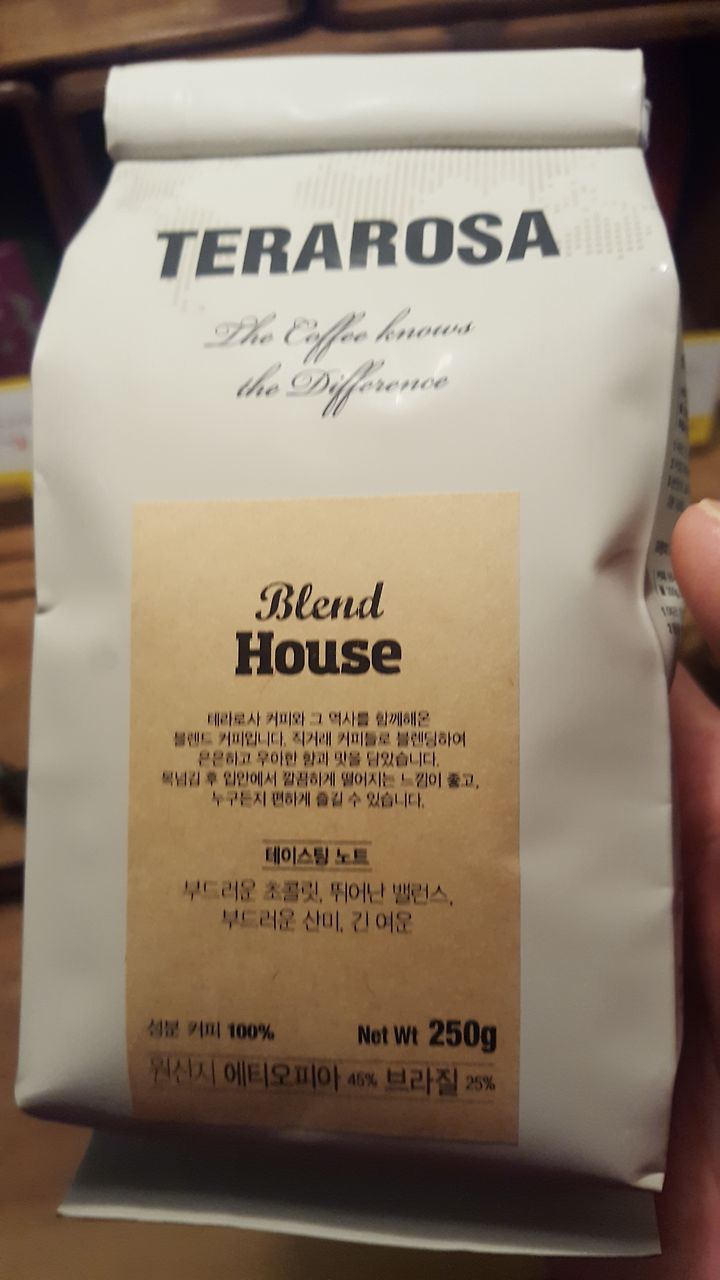 TERAROSA
The Coffee knows
the Difference
Blend
House
테라로사 커피와 그 역사를 함께해온
블렌드 커피입니다. 직거래 커피들로 블렌딩하여
은은하고 우아한 향과 맛을 담았습니다.
목넘김 후 입안에서 깔끔하게 떨어지는 느낌이 좋고,
누구든지 편하게 즐길 수 있습니다.
테이스팅 노트
부드러운 초콜릿, 뛰어난 밸런스,
부드러운 산미, 긴 여운
성분 커피 100% Net Wt 250g
원산지 에티오피아 45% 브라질 25%